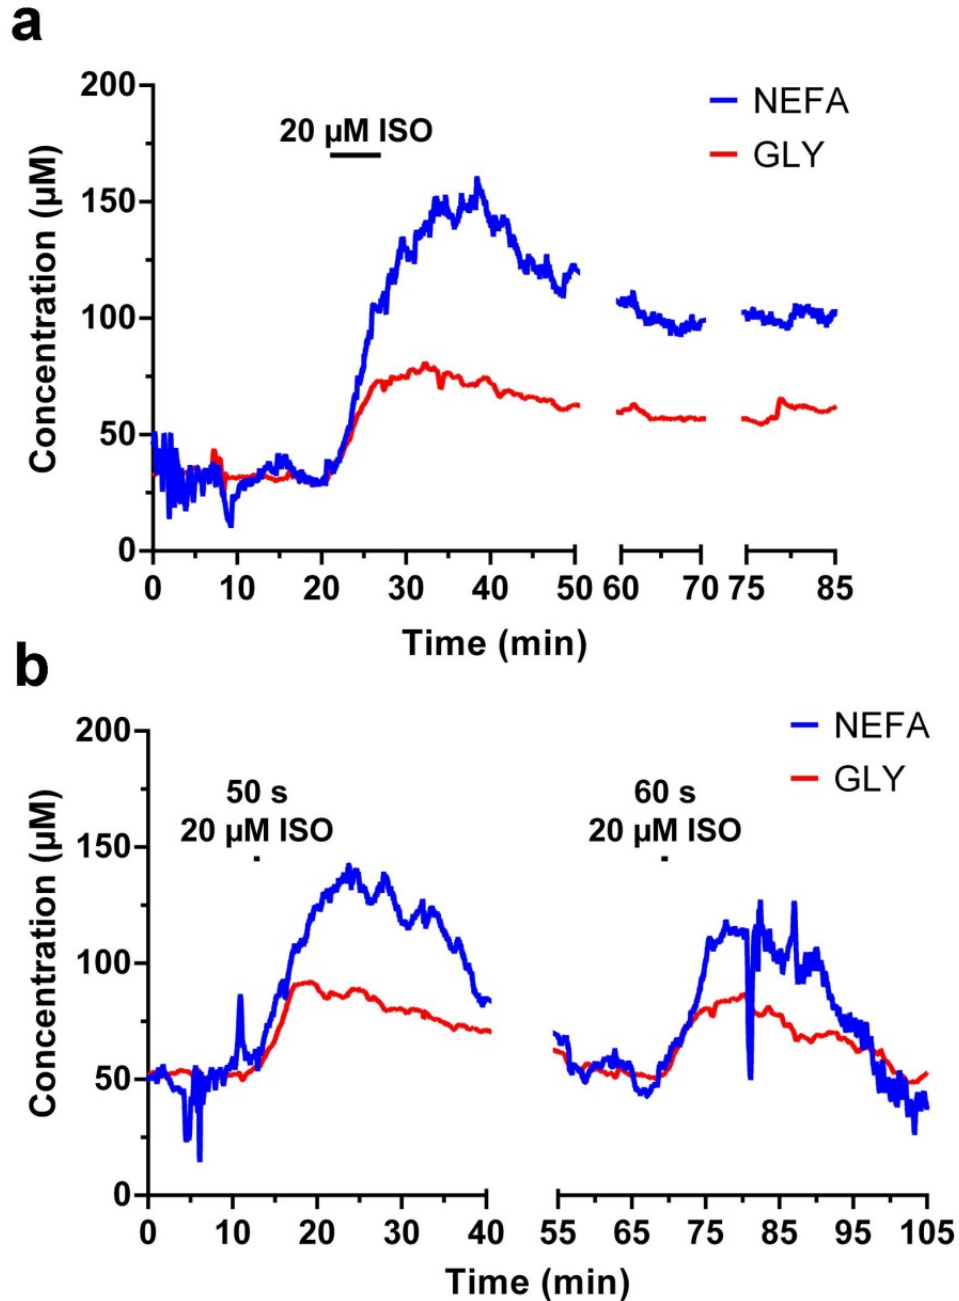 a
200
150
100
50
0
Concentration (µM)
20 µM ISO
NEFA
GLY
0 10 20 30 40 50 60 70 75 85
Time (min)
b
200
150
100
50
0
Concentration (µM)
50 s
20 µM ISO
60 s
20 µM ISO
NEFA
GLY
0 10 20 30 40 55 65 75 85 95 105
Time (min)